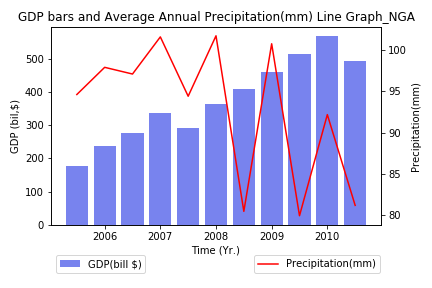 GDP bars and Average Annual Precipitation(mm) Line Graph_NGA
GDP (bil,$)
500
400
300
200
100
0
100
95
90
85
80
Precipitation(mm)
2006 2007 2008 2009 2010
Time (Yr.)
GDP(bill $)
Precipitation(mm)